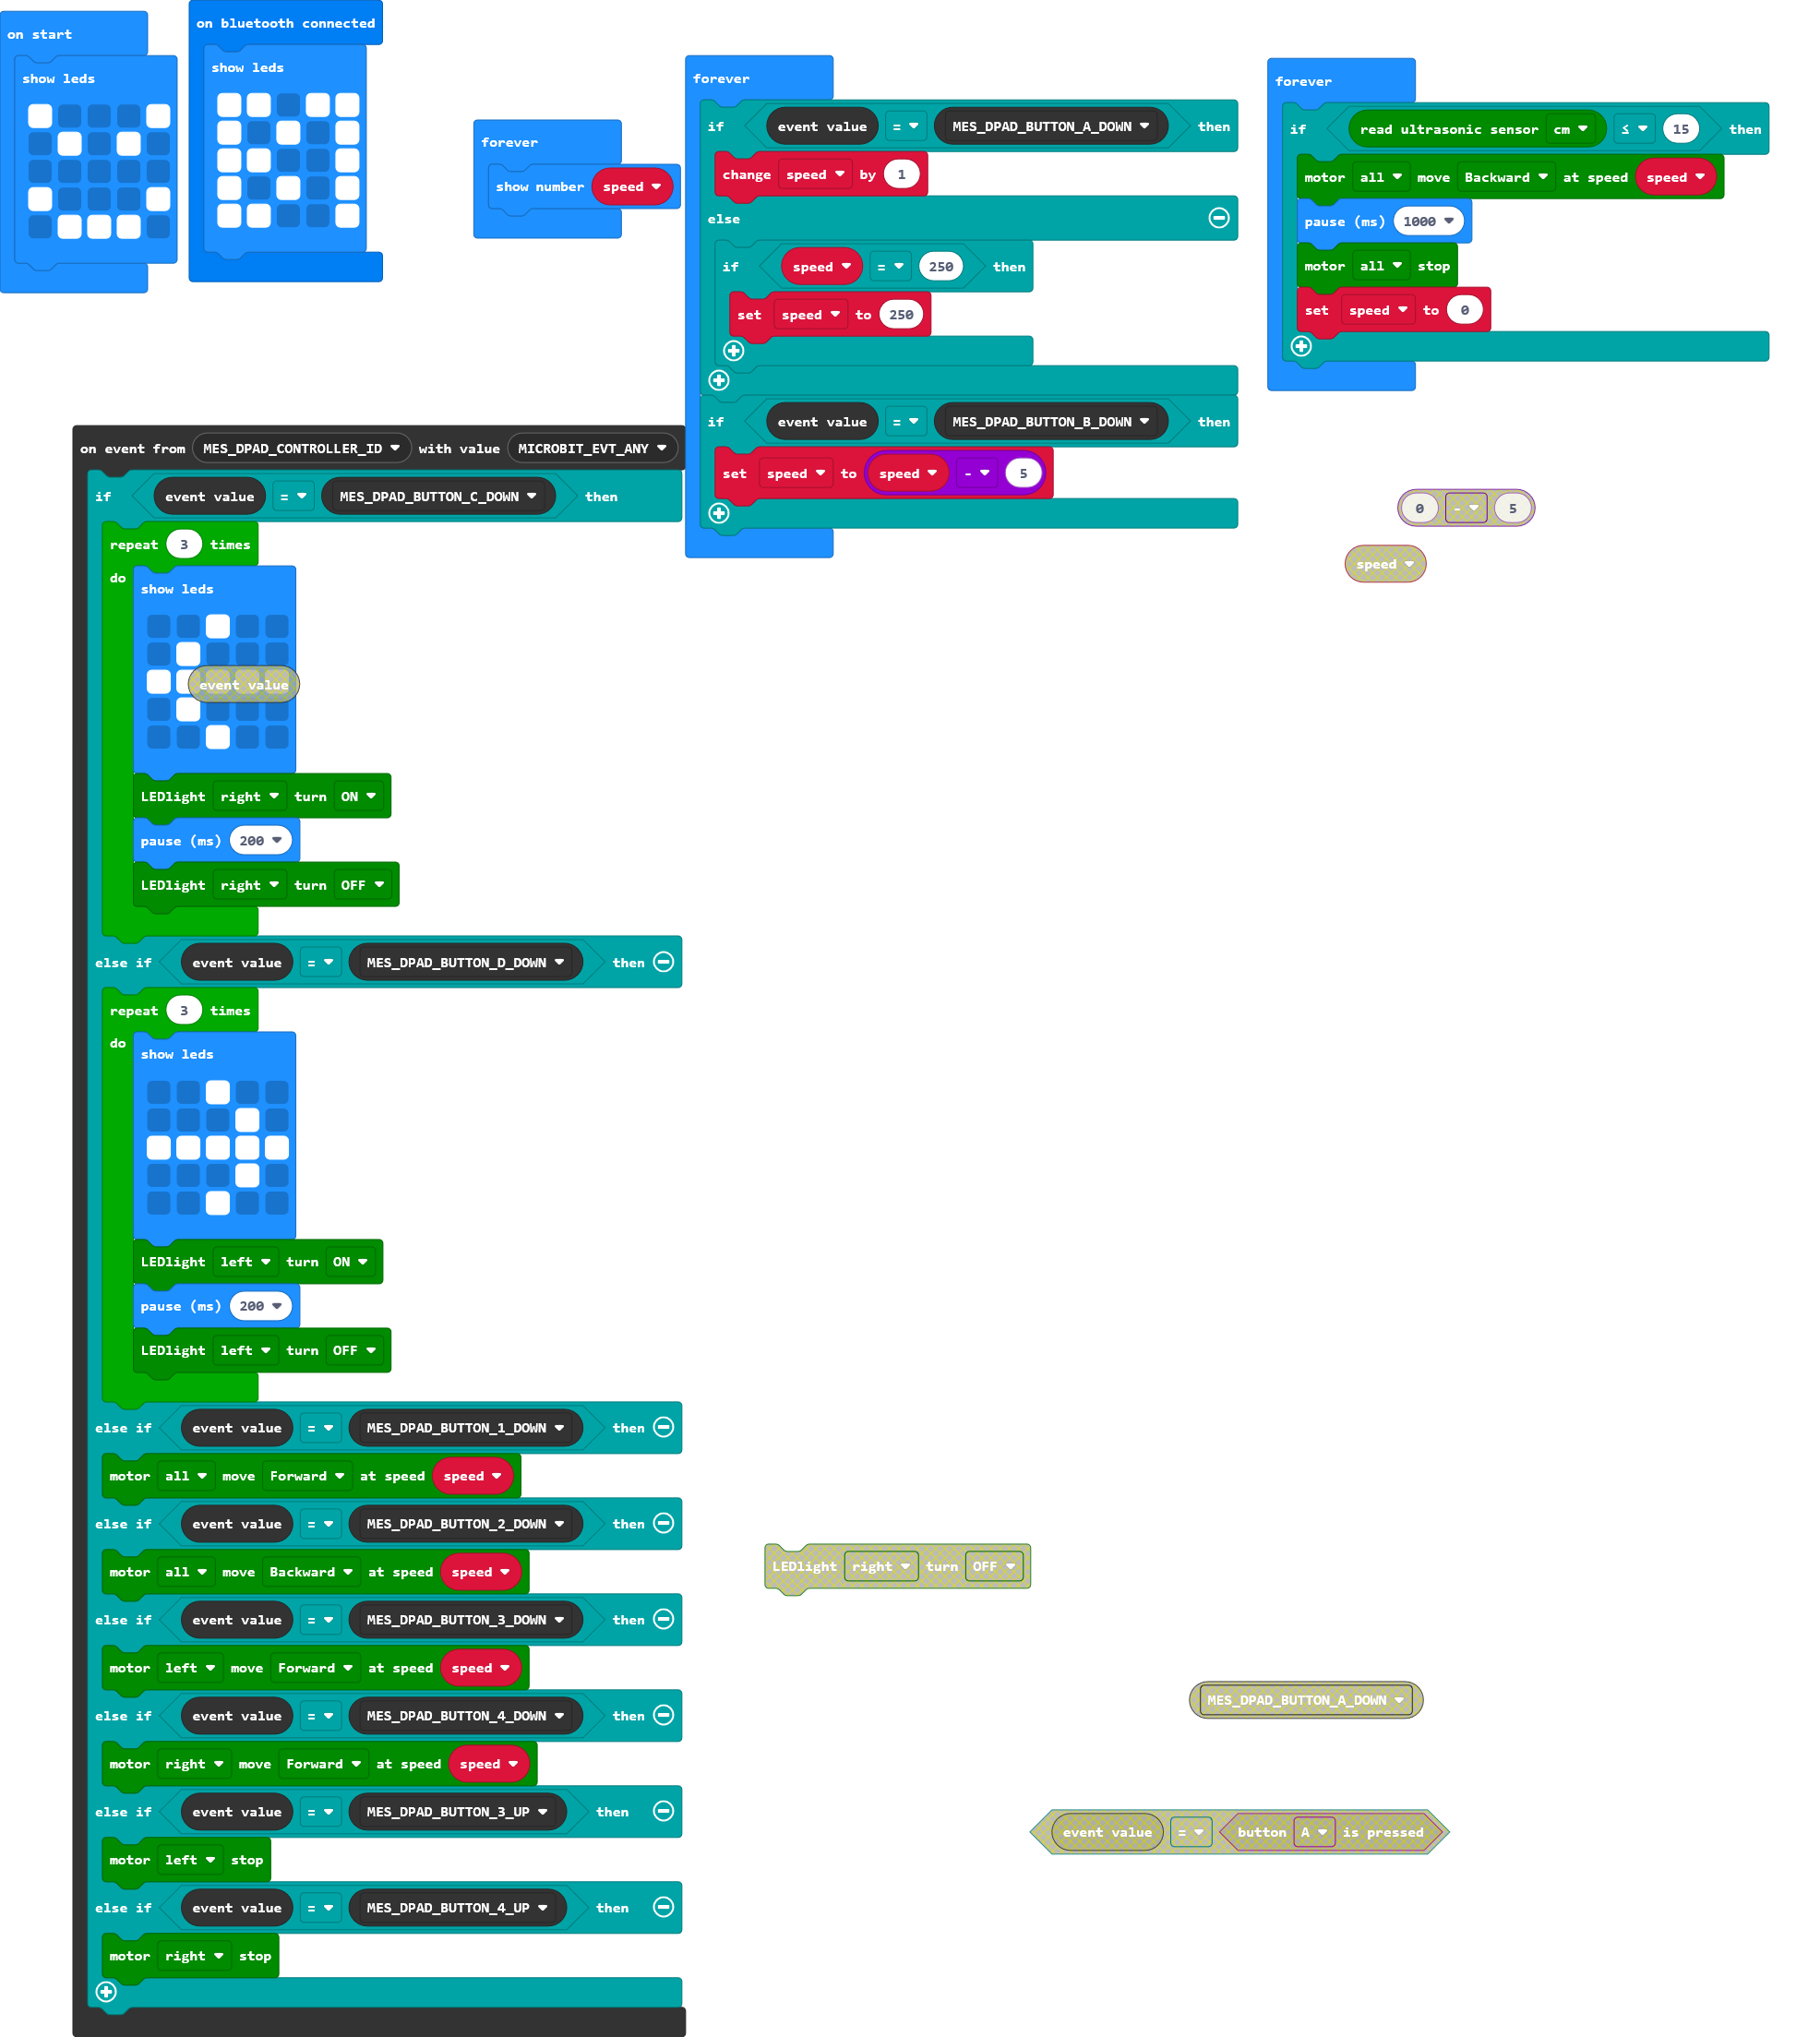 on start
show leds
on bluetooth connected
show leds
forever
show number speed
forever
if event value = MES_DPAD_BUTTON_A_DOWN then
change speed by 1
else
if speed = 250 then
set speed to 250
if event value = MES_DPAD_BUTTON_B_DOWN then
set speed to speed - 5
forever
if read ultrasonic sensor cm ≤ 15 then
motor all move Backward at speed speed
pause (ms) 1000
motor all stop
set speed to 0
0 - 5
speed
on event from MES_DPAD_CONTROLLER_ID with value MICROBIT_EVT_ANY
if event value = MES_DPAD_BUTTON_C_DOWN then
repeat 3 times
do
show leds
event value
LEDlight right turn ON
pause (ms) 200
LEDlight right turn OFF
else if event value = MES_DPAD_BUTTON_D_DOWN then
repeat 3 times
do
show leds
LEDlight left turn ON
pause (ms) 200
LEDlight left turn OFF
else if event value = MES_DPAD_BUTTON_1_DOWN then
motor all move Forward at speed speed
else if event value = MES_DPAD_BUTTON_2_DOWN then
motor all move Backward at speed speed
else if event value = MES_DPAD_BUTTON_3_DOWN then
motor left move Forward at speed speed
else if event value = MES_DPAD_BUTTON_4_DOWN then
motor right move Forward at speed speed
else if event value = MES_DPAD_BUTTON_3_UP then
motor left stop
else if event value = MES_DPAD_BUTTON_4_UP then
motor right stop
LEDlight right turn OFF
MES_DPAD_BUTTON_A_DOWN
event value = button A is pressed